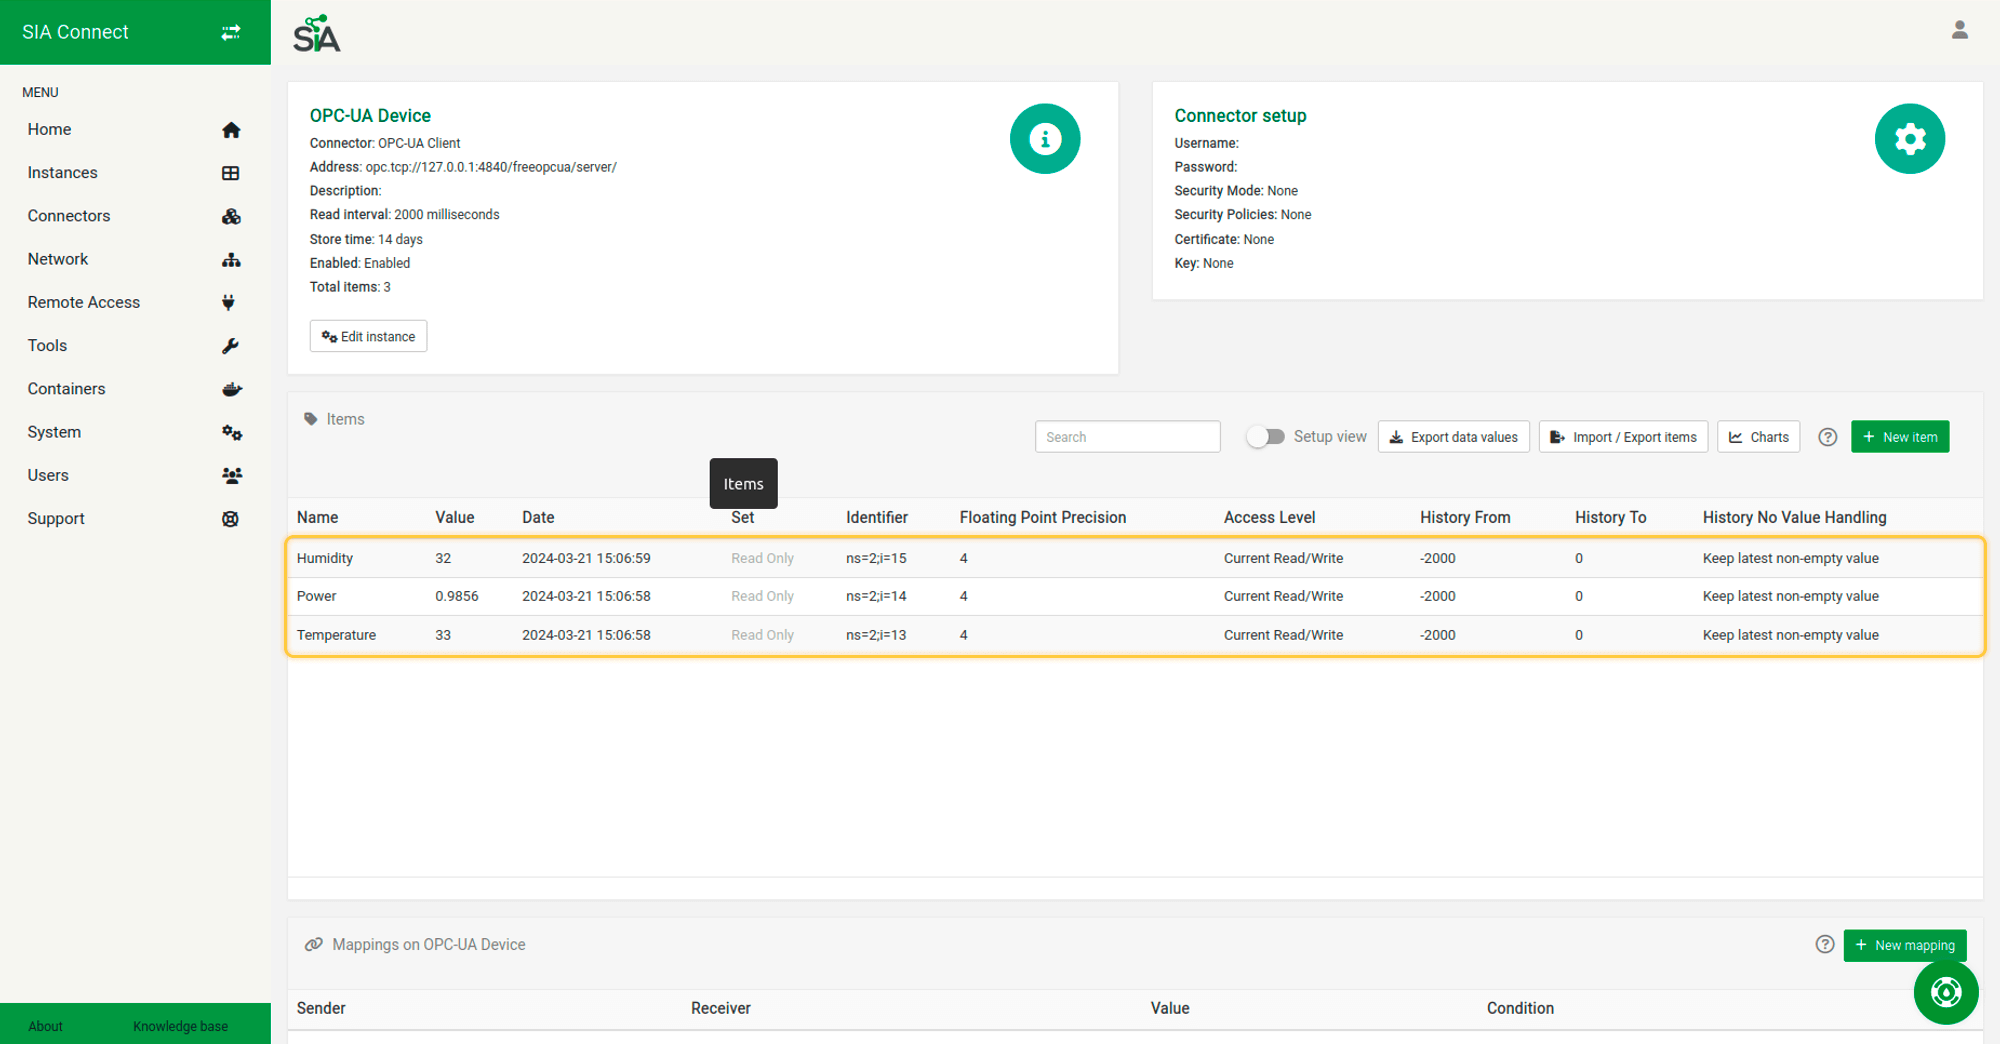 SIA Connect
SiA
MENU
Home
Instances
Connectors
Network
Remote Access
Tools
Containers
System
Users
Support
About
Knowledge base
OPC-UA Device
Connector: OPC-UA Client
Address: opc.tcp://127.0.0.1:4840/freeopcua/server/
Description:
Read interval: 2000 milliseconds
Store time: 14 days
Enabled: Enabled
Total items: 3
Edit instance
Connector setup
Username:
Password:
Security Mode: None
Security Policies: None
Certificate: None
Key: None
Items
Search
Setup view
Export data values
Import / Export items
Charts
?
+ New item
Items
Name Value Date Set Identifier Floating Point Precision Access Level History From History To History No Value Handling
Humidity 32 2024-03-21 15:06:59 Read Only ns=2;i=15 4 Current Read/Write -2000 0 Keep latest non-empty value
Power 0.9856 2024-03-21 15:06:58 Read Only ns=2;i=14 4 Current Read/Write -2000 0 Keep latest non-empty value
Temperature 33 2024-03-21 15:06:58 Read Only ns=2;i=13 4 Current Read/Write -2000 0 Keep latest non-empty value
Mappings on OPC-UA Device
?
+ New mapping
Sender Receiver Value Condition